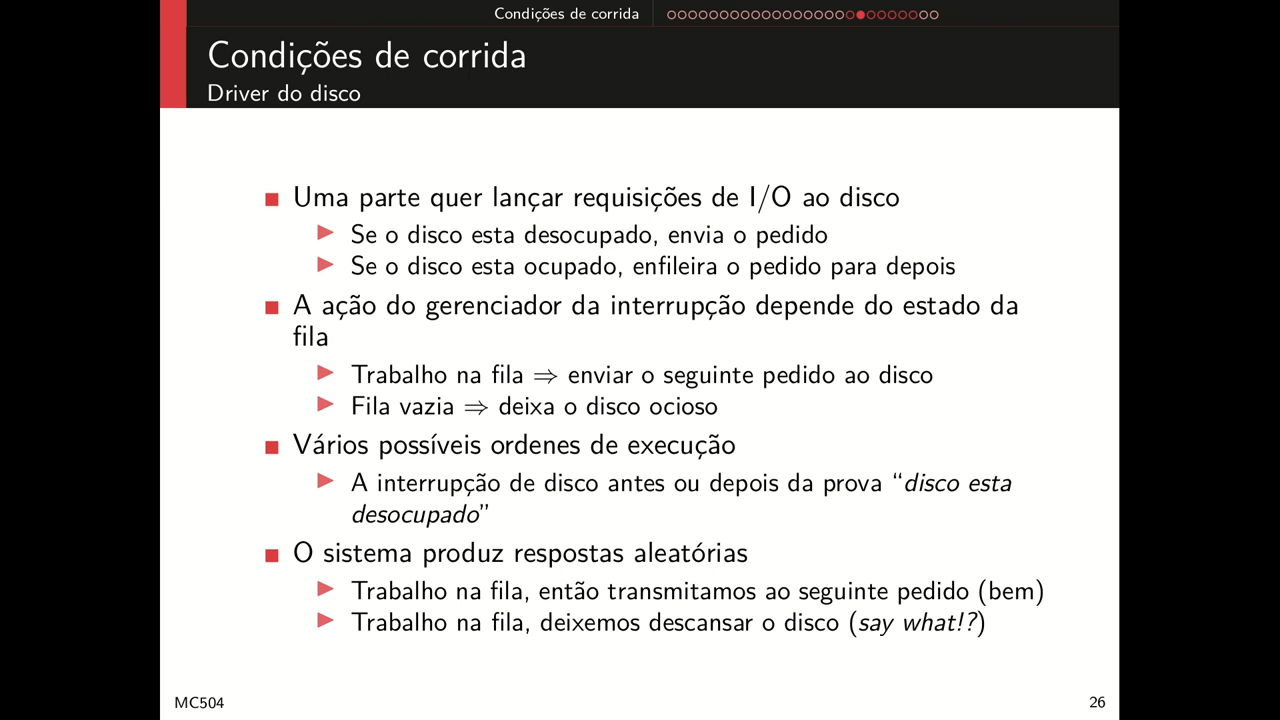 Condições de corrida
Condições de corrida
Driver do disco
Uma parte quer lançar requisições de I/O ao disco
Se o disco esta desocupado, envia o pedido
Se o disco esta ocupado, enfileira o pedido para depois
A ação do gerenciador da interrupção depende do estado da
fila
Trabalho na fila ⇒ enviar o seguinte pedido ao disco
Fila vazia ⇒ deixa o disco ocioso
Vários possíveis ordenes de execução
A interrupção de disco antes ou depois da prova “disco esta
desocupado”
O sistema produz respostas aleatórias
Trabalho na fila, então transmitamos ao seguinte pedido (bem)
Trabalho na fila, deixemos descansar o disco (say what!?)
MC504
26